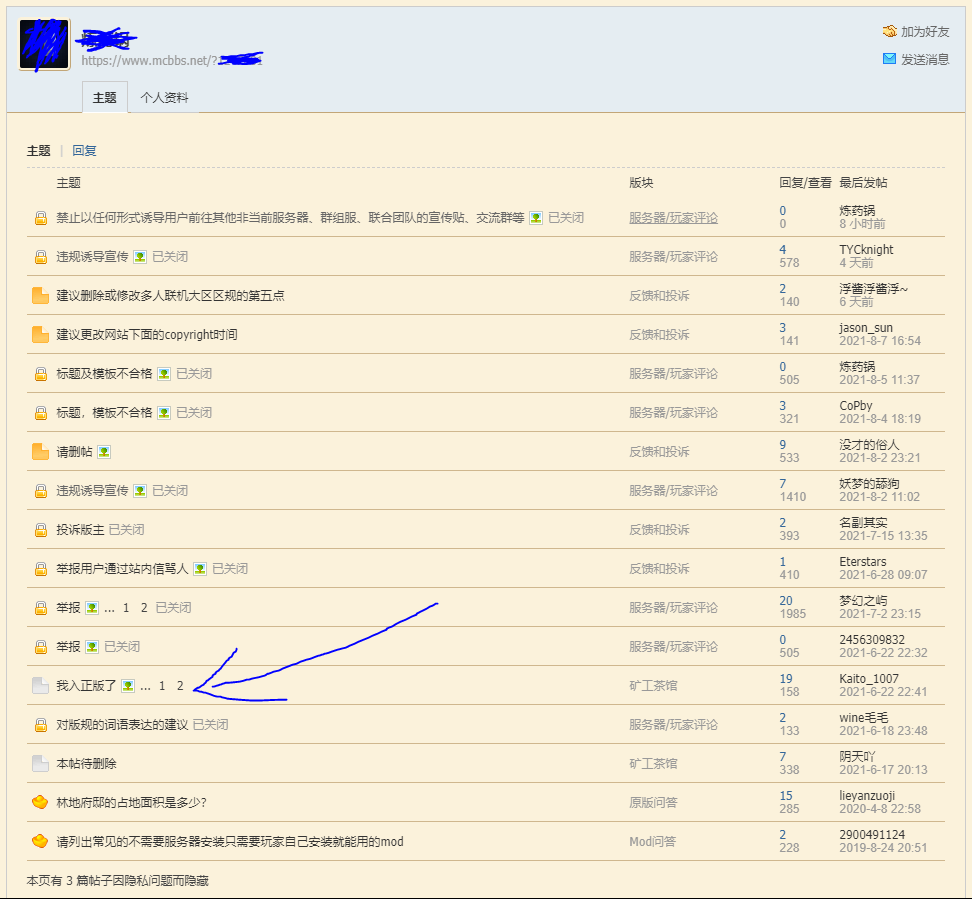 加为好友
https://www.mcbbs.net/?
发送消息
主题 个人资料
主题 | 回复
主题 版块 回复/查看 最后发帖
禁止以任何形式诱导用户前往其他非当前服务器、群组服、联合团队的宣传贴、交流群等 已关闭 服务器/玩家评论 0 炼药锅
0 8 小时前
违规诱导宣传 已关闭 服务器/玩家评论 4 TYCknight
578 4 天前
建议删除或修改多人联机大区区规的第五点 反馈和投诉 2 浮酱浮酱浮~
140 6 天前
建议更改网站下面的copyright时间 反馈和投诉 3 jason_sun
141 2021-8-7 16:54
标题及模板不合格 已关闭 服务器/玩家评论 0 炼药锅
505 2021-8-5 11:37
标题，模板不合格 已关闭 服务器/玩家评论 3 CoPby
321 2021-8-4 18:19
请删帖 反馈和投诉 9 没才的俗人
533 2021-8-2 23:21
违规诱导宣传 已关闭 服务器/玩家评论 7 妖梦的舔狗
1410 2021-8-2 11:02
投诉版主 已关闭 反馈和投诉 2 名副其实
393 2021-7-15 13:35
举报用户通过站内信骂人 已关闭 反馈和投诉 1 Eterstars
410 2021-6-28 09:07
举报 ... 1 2 已关闭 服务器/玩家评论 20 梦幻之屿
1985 2021-7-2 23:15
举报 已关闭 服务器/玩家评论 0 2456309832
505 2021-6-22 22:32
我入正版了 ... 1 2 矿工茶馆 19 Kaito_1007
158 2021-6-22 22:41
对版规的词语表达的建议 已关闭 服务器/玩家评论 2 wine毛毛
133 2021-6-18 23:48
本帖待删除 矿工茶馆 7 阴天吖
338 2021-6-17 20:13
林地府邸的占地面积是多少? 原版问答 15 lieyanzuoji
285 2020-4-8 22:58
请列出常见的不需要服务器安装只需要玩家自己安装就能用的mod Mod问答 2 2900491124
228 2019-8-24 20:51
本页有 3 篇帖子因隐私问题而隐藏